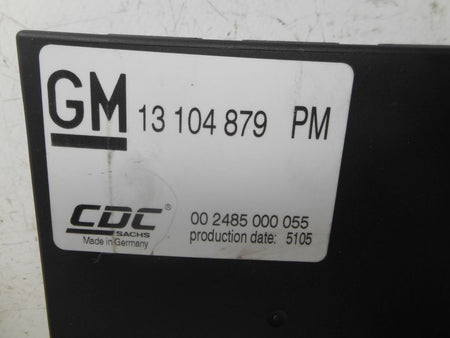 GM 13 104 879 PM
CDC® 00 2485 000 055
SACHS
Made in Germany production date: 5105